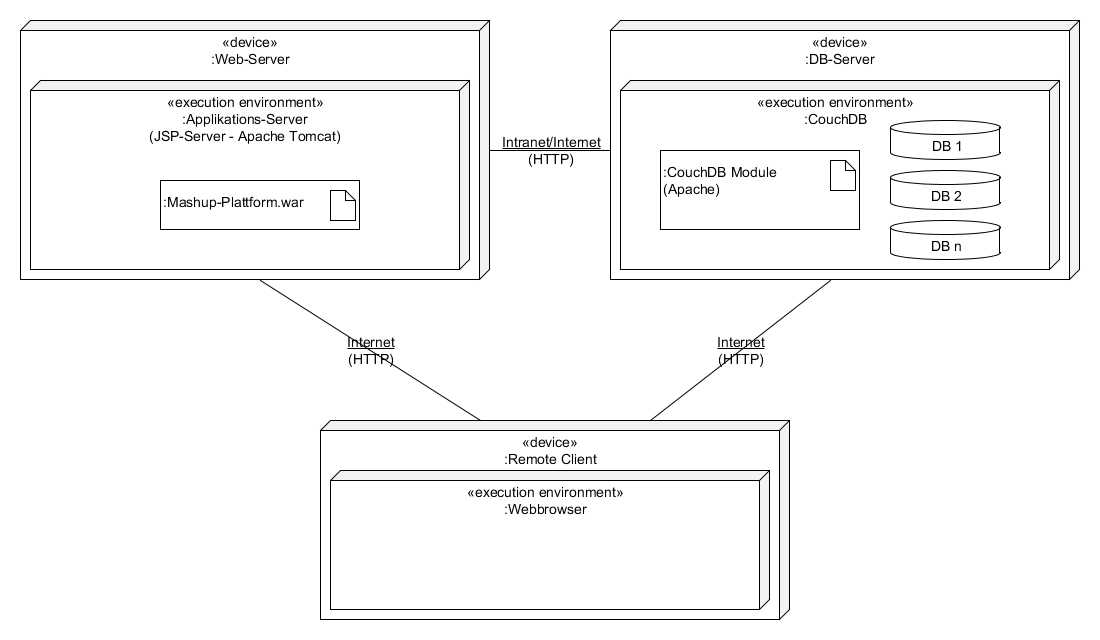 «device»
:Web-Server
«execution environment»
:Applikations-Server
(JSP-Server - Apache Tomcat)
:Mashup-Plattform.war
Intranet/Internet
(HTTP)
«device»
:DB-Server
«execution environment»
:CouchDB
:CouchDB Module
(Apache)
DB 1
DB 2
DB n
Internet
(HTTP)
Internet
(HTTP)
«device»
:Remote Client
«execution environment»
:Webbrowser